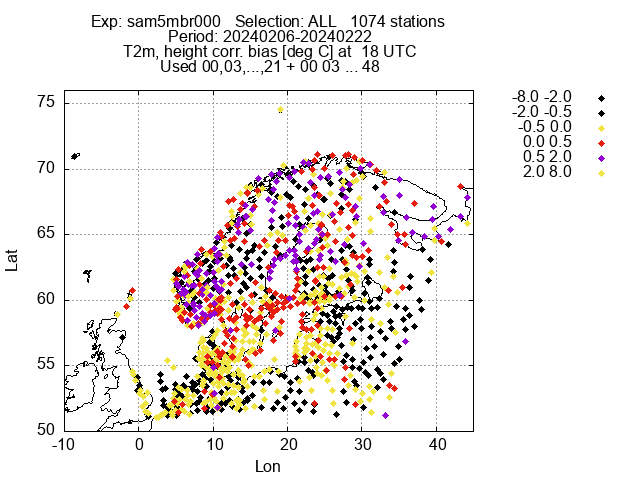 Exp: sam5mbr000   Selection: ALL   1074 stations
Period: 20240206-20240222
T2m, height corr. bias [deg C] at  18 UTC
Used 00,03,...,21 + 00 03 ... 48
-8.0 -2.0
-2.0 -0.5
-0.5 0.0
0.0 0.5
0.5 2.0
2.0 8.0
75
70
65
60
55
50
Lat
-10 0 10 20 30 40
Lon